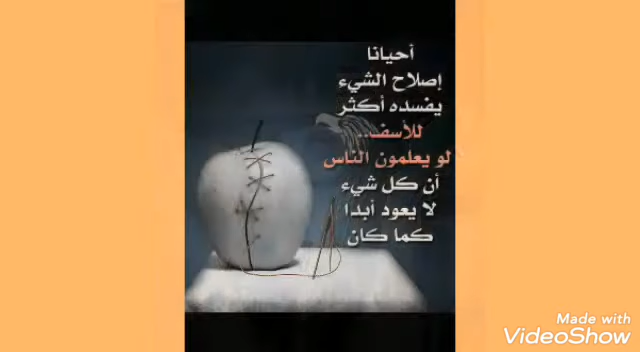 أحيانا
إصلاح الشيء
يفسده أكثر
للأسف..
لو يعلمون الناس
أن كل شيء
لا يعود أبدا
كما كان
Made with
VideoShow